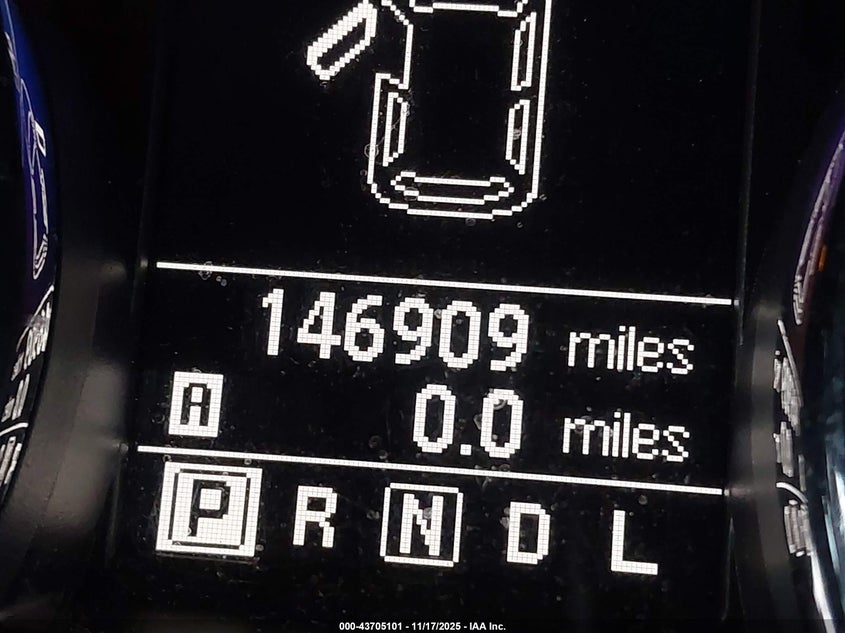 146909 miles
A 0.0 miles
P R N D L
000-43705101 - 11/17/2025 - IAA Inc.